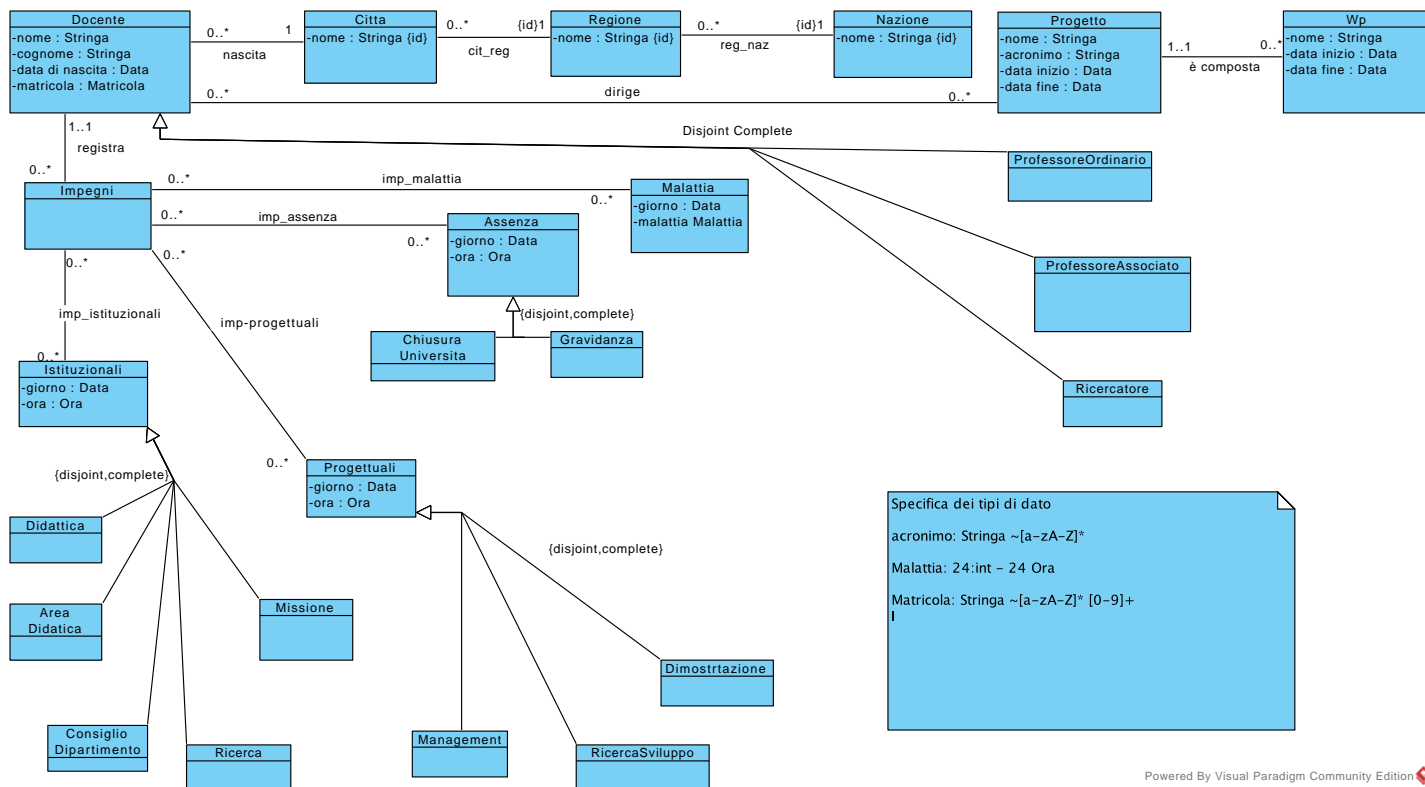 Docente
-nome : Stringa
-cognome : Stringa
-data di nascita : Data
-matricola : Matricola
0..*
1
nascita
Citta
-nome : Stringa {id}
0..*
{id}1
cit_reg
Regione
-nome : Stringa {id}
0..*
{id}1
reg_naz
Nazione
-nome : Stringa {id}
Progetto
-nome : Stringa
-acronimo : Stringa
-data inizio : Data
-data fine : Data
1..1
0..*
è composta
Wp
-nome : Stringa
-data inizio : Data
-data fine : Data
0..*
dirige
0..*
1..1
registra
0..*
Disjoint Complete
ProfessoreOrdinario
Impegni
0..*
imp_malattia
0..*
Malattia
-giorno : Data
-malattia Malattia
0..*
imp_assenza
0..*
Assenza
-giorno : Data
-ora : Ora
ProfessoreAssociato
0..*
0..*
imp_istituzionali
imp-progettuali
{disjoint,complete}
Chiusura
Universita
Gravidanza
0..*
Istituzionali
-giorno : Data
-ora : Ora
Ricercatore
{disjoint,complete}
0..*
Progettuali
-giorno : Data
-ora : Ora
Specifica dei tipi di dato
acronimo: Stringa ~[a-zA-Z]*
Malattia: 24:int - 24 Ora
Matricola: Stringa ~[a-zA-Z]* [0-9]+
Didattica
{disjoint,complete}
Area
Didatica
Missione
Dimostrtazione
Consiglio
Dipartimento
Ricerca
Management
RicercaSviluppo
Powered By Visual Paradigm Community Edition